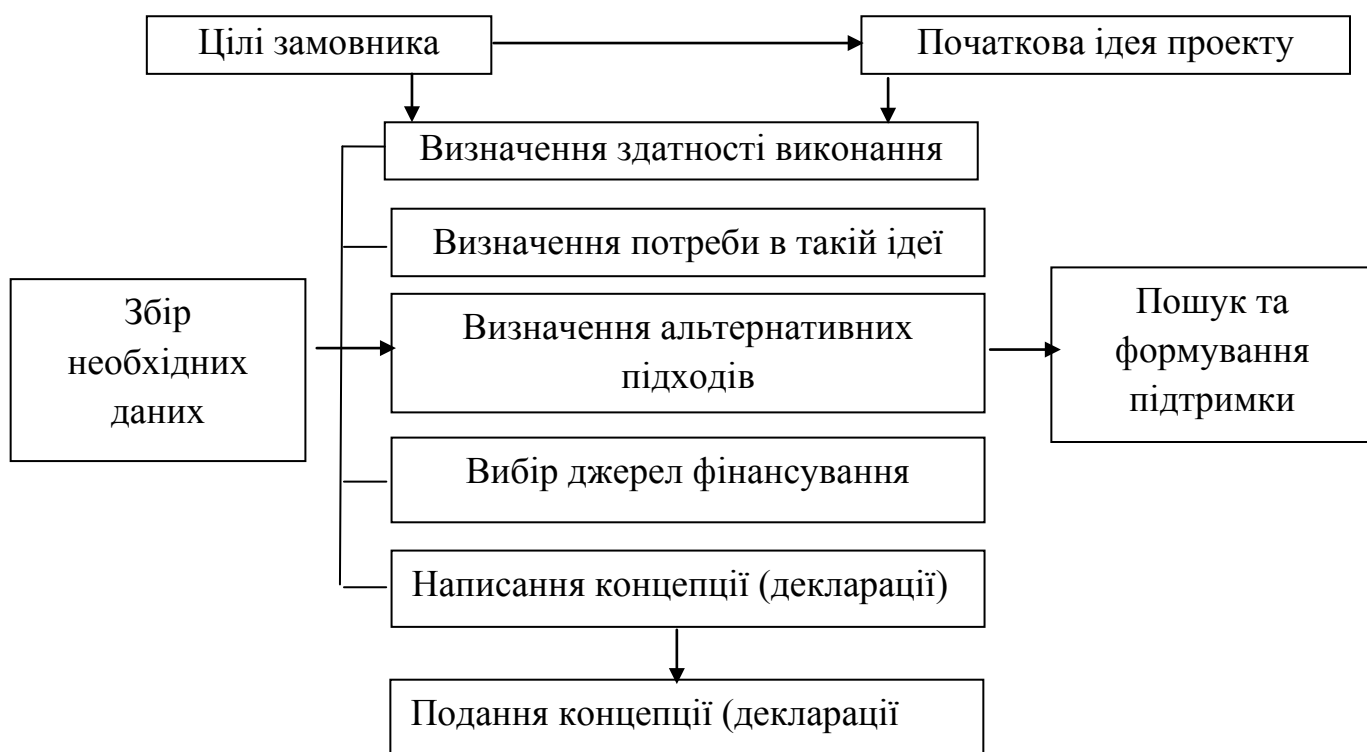 Цілі замовника
Початкова ідея проекту
Визначення здатності виконання
Визначення потреби в такій ідеї
Збір
необхідних
даних
Визначення альтернативних
підходів
Пошук та
формування
підтримки
Вибір джерел фінансування
Написання концепції (декларації)
Подання концепції (декларації